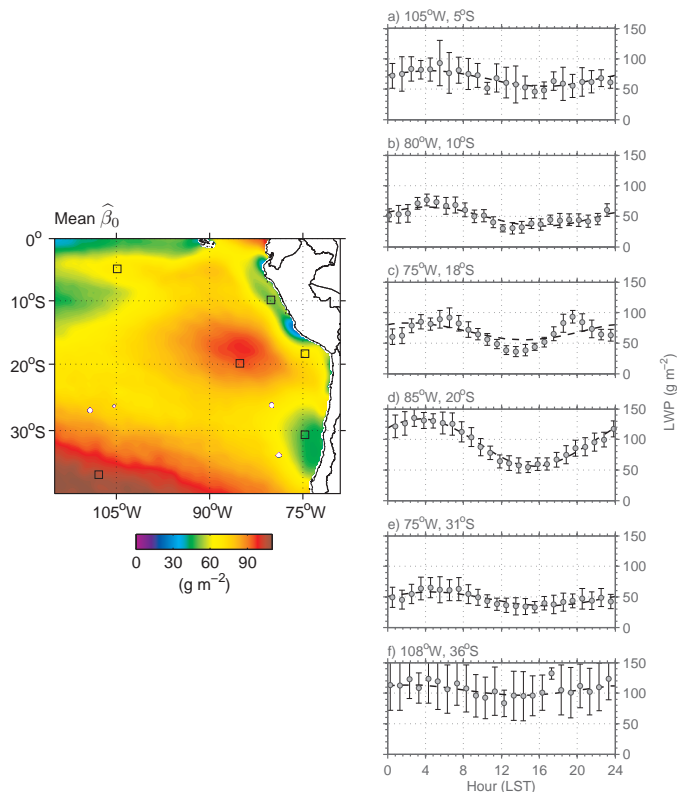 Mean β̂₀
0°
10°S
20°S
30°S
105°W 90°W 75°W
0 30 60 90
(g m⁻²)
a) 105°W, 5°S
150
100
50
0
b) 80°W, 10°S
150
100
50
0
c) 75°W, 18°S
150
100
50
0
d) 85°W, 20°S
150
100
50
0
e) 75°W, 31°S
150
100
50
0
f) 108°W, 36°S
150
100
50
0
0 4 8 12 16 20 24
Hour (LST)
LWP (g m⁻²)